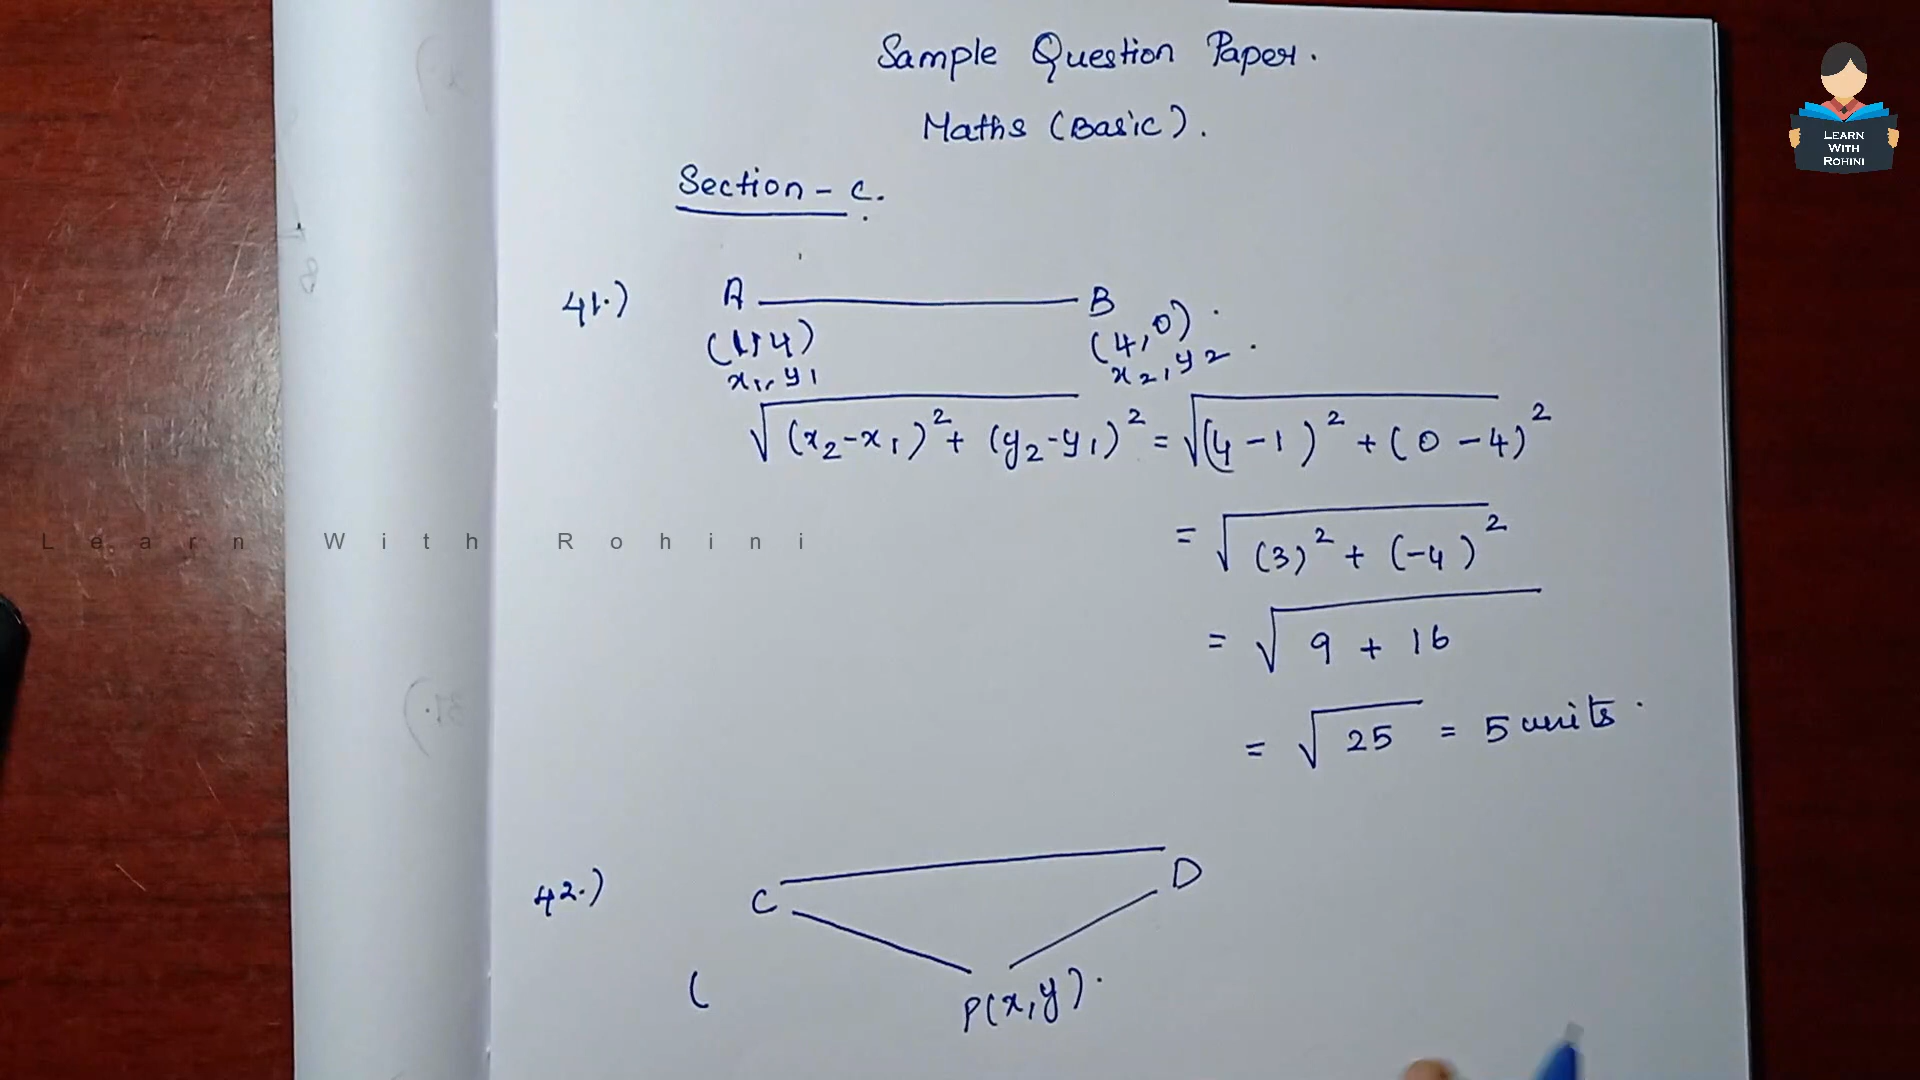 Sample Question Paper.
Maths (Basic).
LEARN
WITH
ROHINI
Section - C.
41.) A B
(1,4) (4,0).
x1, y1 x2, y2.
√(x2-x1)² + (y2-y1)² = √(4-1)² + (0-4)²
= √(3)² + (-4)²
Learn With Rohini
= √9 + 16
= √25 = 5 units.
42.) C D
( P(x,y).